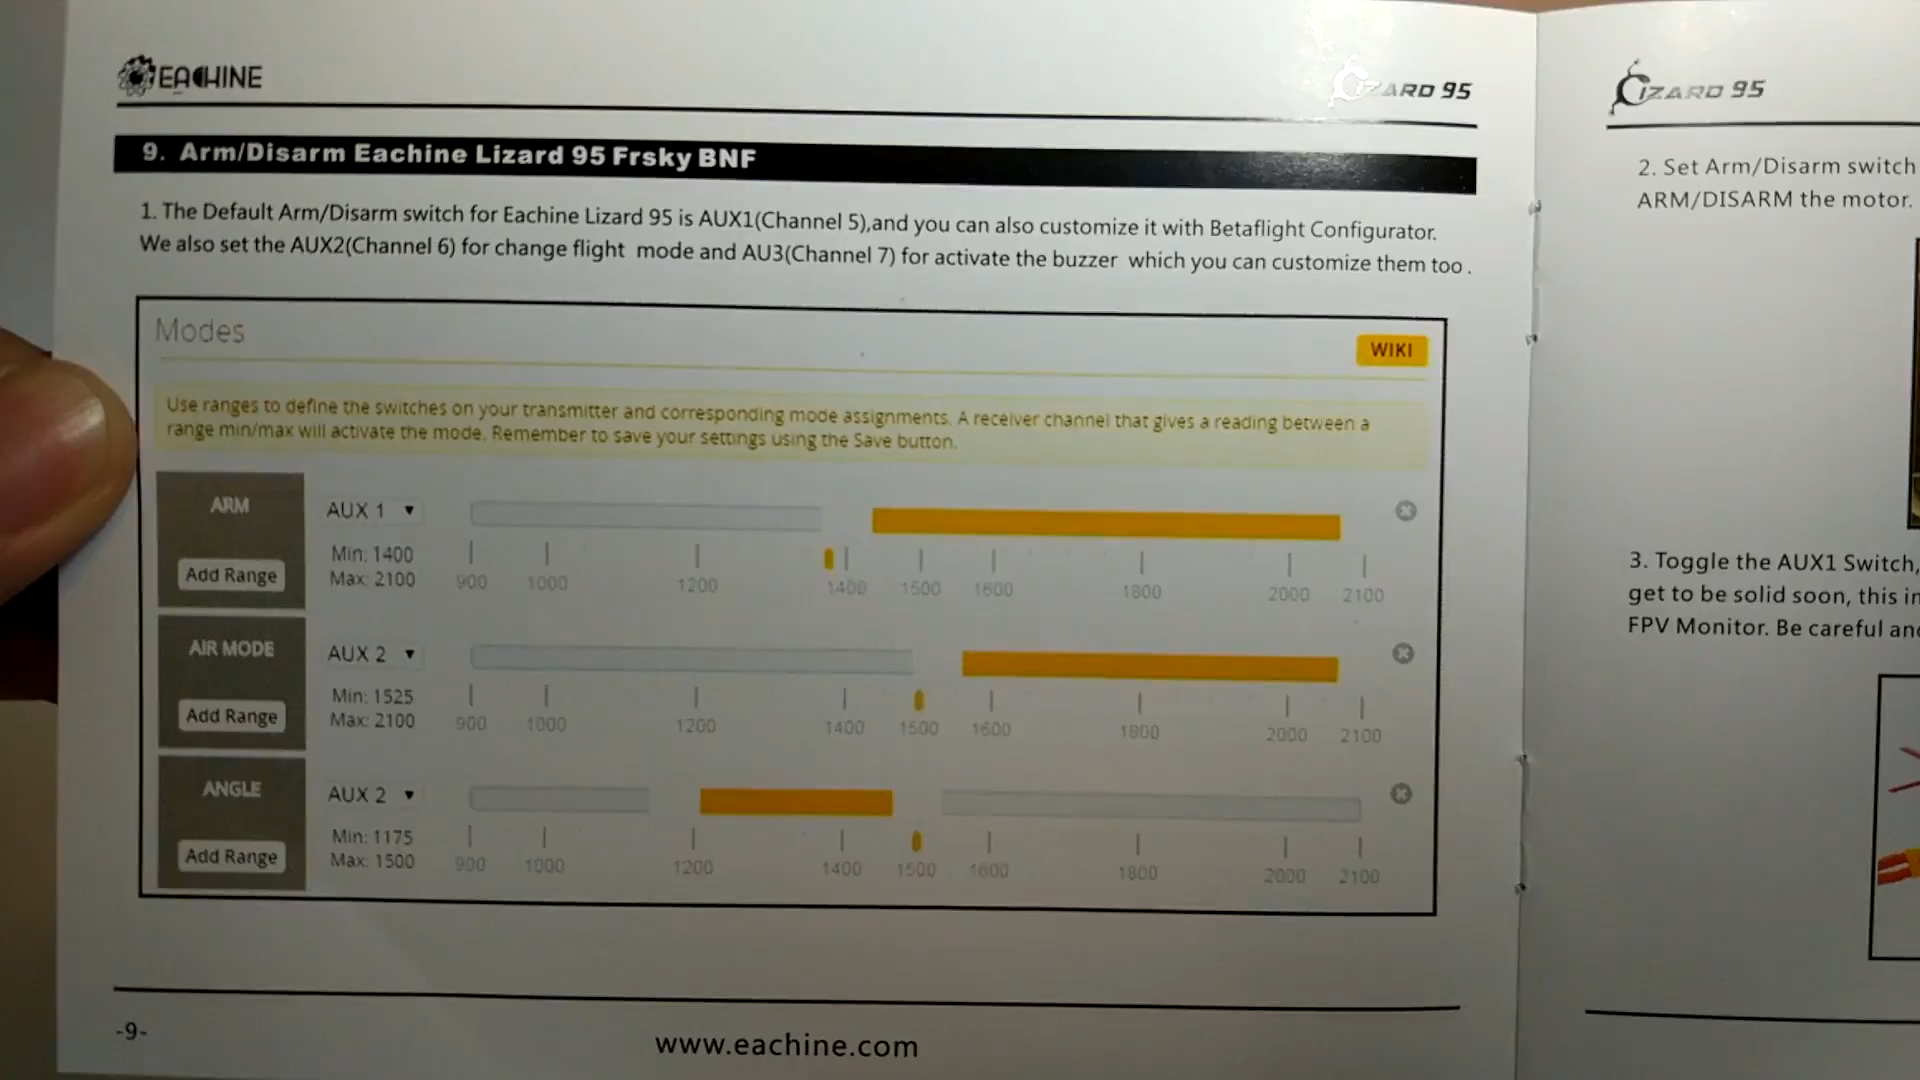 EACHINE
LIZARD 95
9. Arm/Disarm Eachine Lizard 95 Frsky BNF
1. The Default Arm/Disarm switch for Eachine Lizard 95 is AUX1(Channel 5),and you can also customize it with Betaflight Configurator.
We also set the AUX2(Channel 6) for change flight mode and AU3(Channel 7) for activate the buzzer which you can customize them too .
Modes
WIKI
Use ranges to define the switches on your transmitter and corresponding mode assignments. A receiver channel that gives a reading between a
range min/max will activate the mode. Remember to save your settings using the Save button.
ARM
AUX 1
Min: 1400
Max: 2100
Add Range
900 1000 1200 1400 1500 1600 1800 2000 2100
AIR MODE
AUX 2
Min: 1525
Max: 2100
Add Range
900 1000 1200 1400 1500 1600 1800 2000 2100
ANGLE
AUX 2
Min: 1175
Max: 1500
Add Range
900 1000 1200 1400 1500 1600 1800 2000 2100
-9-
www.eachine.com
LIZARD 95
2. Set Arm/Disarm switch
ARM/DISARM the motor.
3. Toggle the AUX1 Switch,
get to be solid soon, this
FPV Monitor. Be careful